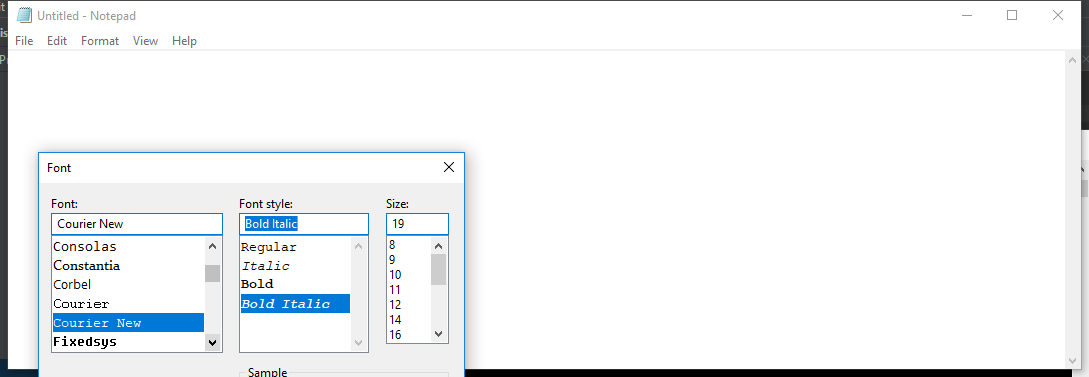 Untitled - Notepad
File Edit Format View Help
Font
Font: Font style: Size:
Courier New Bold Italic 19
Consolas
Constantia
Corbel
Courier
Courier New
Fixedsys
Regular
Italic
Bold
Bold Italic
8
9
10
11
12
14
16
Sample